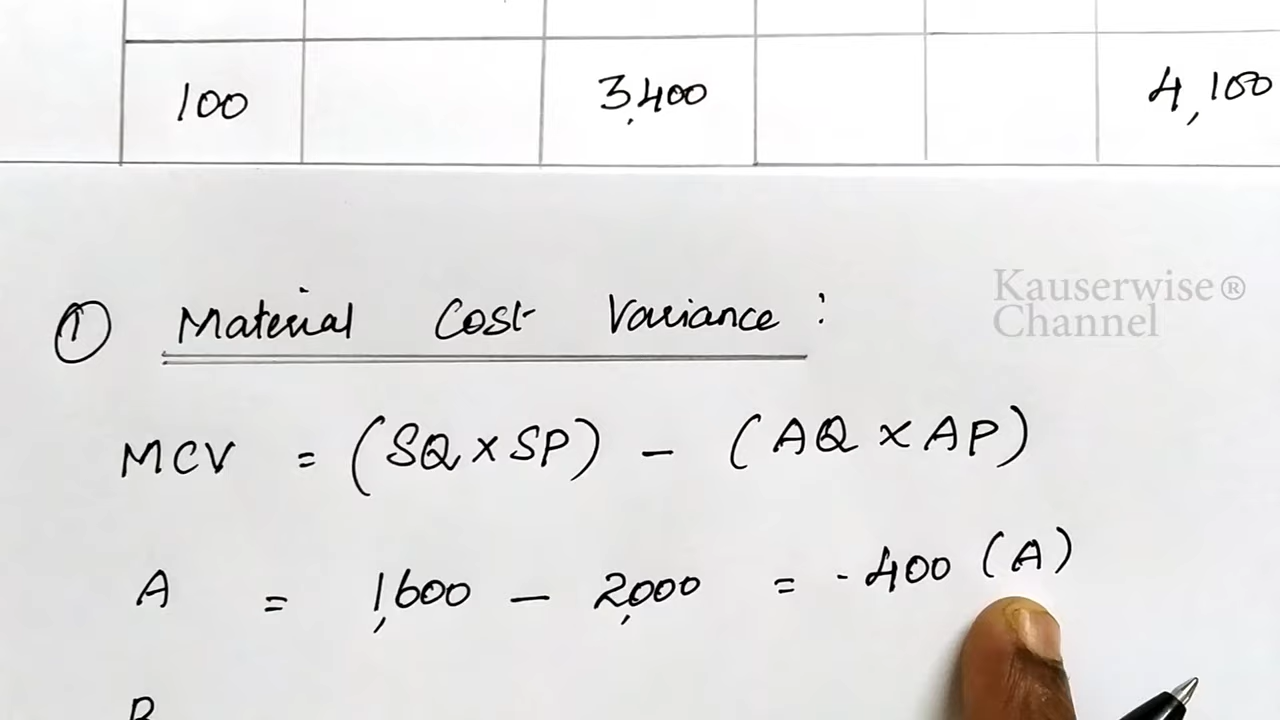 100 3,400 4,100
Kauserwise®
Channel
1 Material Cost Variance :
MCV = (SQ × SP) - (AQ × AP)
A = 1,600 - 2,000 = -400 (A)
B